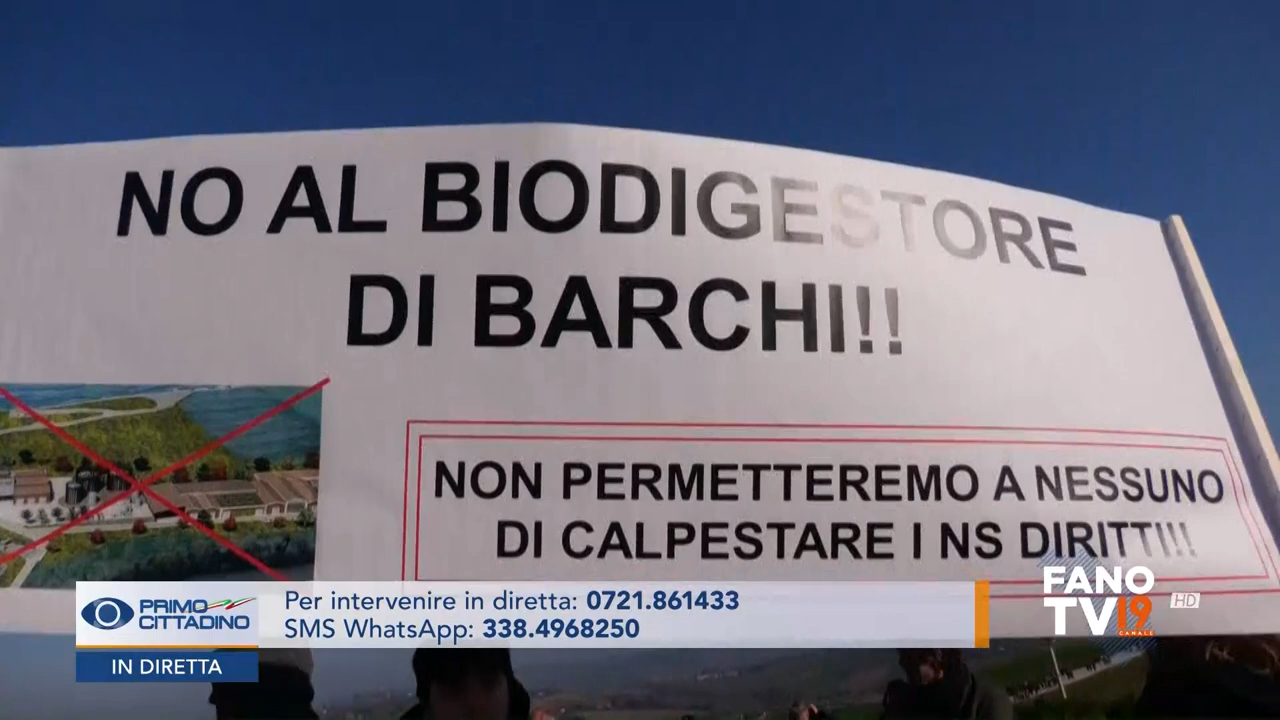 NO AL BIODIGESTORE
DI BARCHI!!
NON PERMETTEREMO A NESSUNO
DI CALPESTARE I NS DIRITTI!!!
PRIMO
CITTADINO
Per intervenire in diretta: 0721.861433
SMS WhatsApp: 338.4968250
IN DIRETTA
FANO
TV19
CANALE
HD